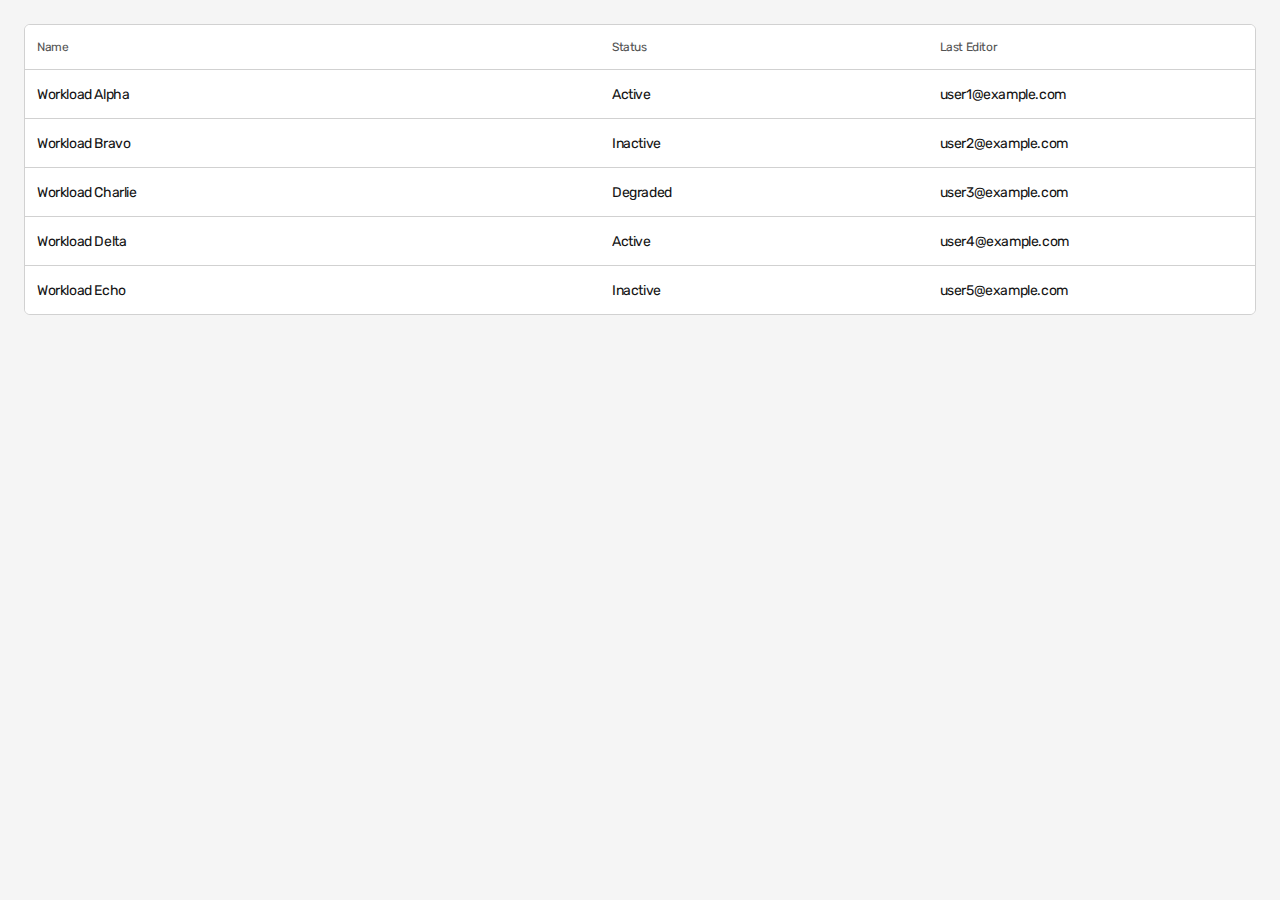 Name Status Last Editor
Workload Alpha Active user1@example.com
Workload Bravo Inactive user2@example.com
Workload Charlie Degraded user3@example.com
Workload Delta Active user4@example.com
Workload Echo Inactive user5@example.com